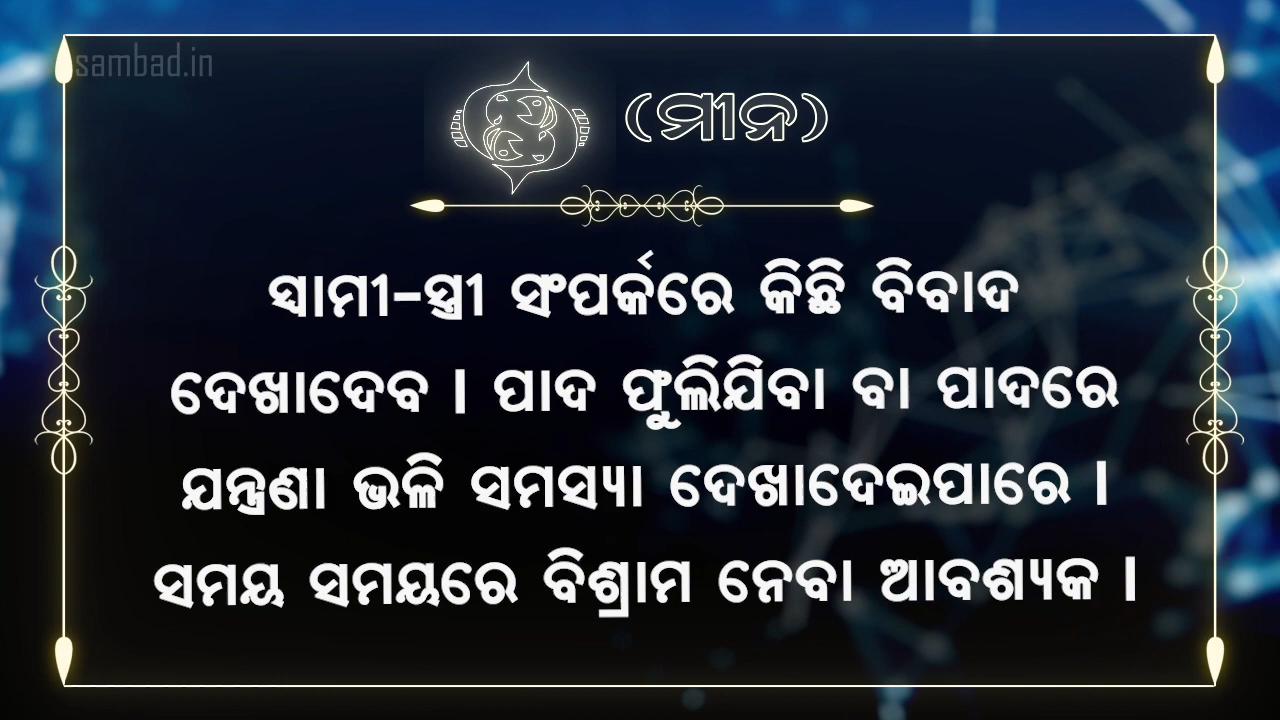 sambad.in
(ମୀନ)
ସ୍ୱାମୀ-ସ୍ତ୍ରୀ ସଂପର୍କରେ କିଛି ବିବାଦ
ଦେଖାଦେବ । ପାଦ ଫୁଲିଯିବା ବା ପାଦରେ
ଯନ୍ତ୍ରଣା ଭଳି ସମସ୍ୟା ଦେଖାଦେଇପାରେ ।
ସମୟ ସମୟରେ ବିଶ୍ରାମ ନେବା ଆବଶ୍ୟକ ।